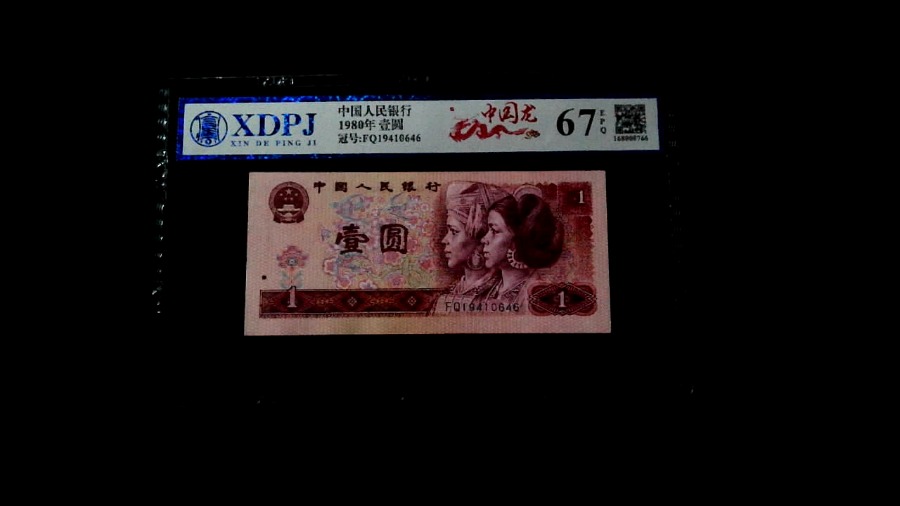 XDPJ
XIN DE PING JI
中国人民银行
1980年 壹圆
冠号:FQ19410646
中国龙
67 EPQ
168000766
中國人民銀行
1
壹圆
1
FQ19410646
1